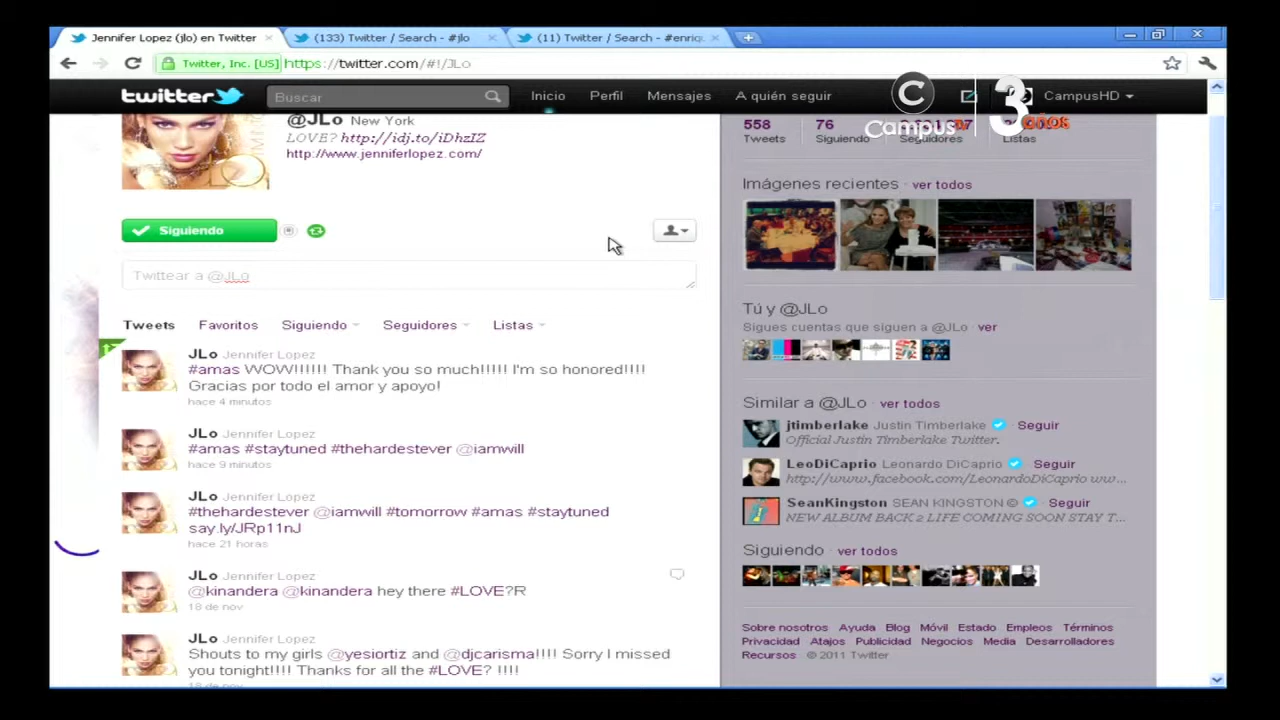 Jennifer Lopez (jlo) en Twitter
(133) Twitter / Search - #jlo
(11) Twitter / Search - #enriq
Twitter, Inc. [US] https://twitter.com/#!/JLo
twitter
Buscar
Inicio Perfil Mensajes A quién seguir
CampusHD
C
Campus
3
años
@JLo New York
LOVE? http://idj.to/iDhzIZ
http://www.jenniferlopez.com/
Siguiendo
Twittear a @JLo
Tweets Favoritos Siguiendo Seguidores Listas
JLo Jennifer Lopez
#amas WOW!!!!!! Thank you so much!!!!! I'm so honored!!!!
Gracias por todo el amor y apoyo!
hace 4 minutos
JLo Jennifer Lopez
#amas #staytuned #thehardestever @iamwill
hace 9 minutos
JLo Jennifer Lopez
#thehardestever @iamwill #tomorrow #amas #staytuned
say.ly/JRp11nJ
hace 21 horas
JLo Jennifer Lopez
@kinandera @kinandera hey there #LOVE?R
18 de nov
JLo Jennifer Lopez
Shouts to my girls @yesiortiz and @djcarisma!!!! Sorry I missed
you tonight!!!! Thanks for all the #LOVE? !!!!
18 de nov
558 76
Tweets Siguiendo Seguidores Listas
Imágenes recientes · ver todos
Tú y @JLo
Sigues cuentas que siguen a @JLo · ver
Similar a @JLo · ver todos
jtimberlake Justin Timberlake · Seguir
Official Justin Timberlake Twitter.
LeoDiCaprio Leonardo DiCaprio · Seguir
http://www.facebook.com/LeonardoDiCaprio ww...
SeanKingston SEAN KINGSTON © · Seguir
NEW ALBUM BACK 2 LIFE COMING SOON STAY T...
Siguiendo · ver todos
Sobre nosotros Ayuda Blog Móvil Estado Empleos Términos
Privacidad Atajos Publicidad Negocios Media Desarrolladores
Recursos © 2011 Twitter